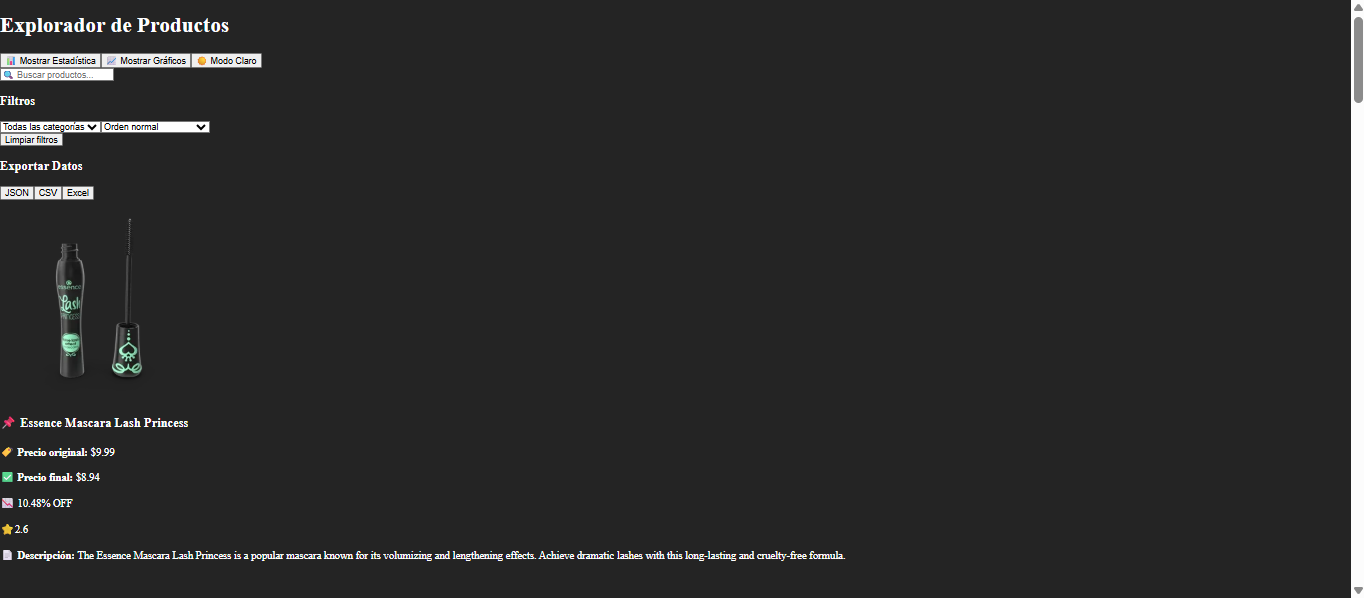 Explorador de Productos
📊 Mostrar Estadística 📈 Mostrar Gráficos 🌞 Modo Claro
🔍 Buscar productos...
Filtros
Todas las categorías Orden normal
Limpiar filtros
Exportar Datos
JSON CSV Excel
essence
Lash
PRINCESS
📌 Essence Mascara Lash Princess
🏷️ Precio original: $9.99
✅ Precio final: $8.94
📉 10.48% OFF
⭐ 2.6
📄 Descripción: The Essence Mascara Lash Princess is a popular mascara known for its volumizing and lengthening effects. Achieve dramatic lashes with this long-lasting and cruelty-free formula.